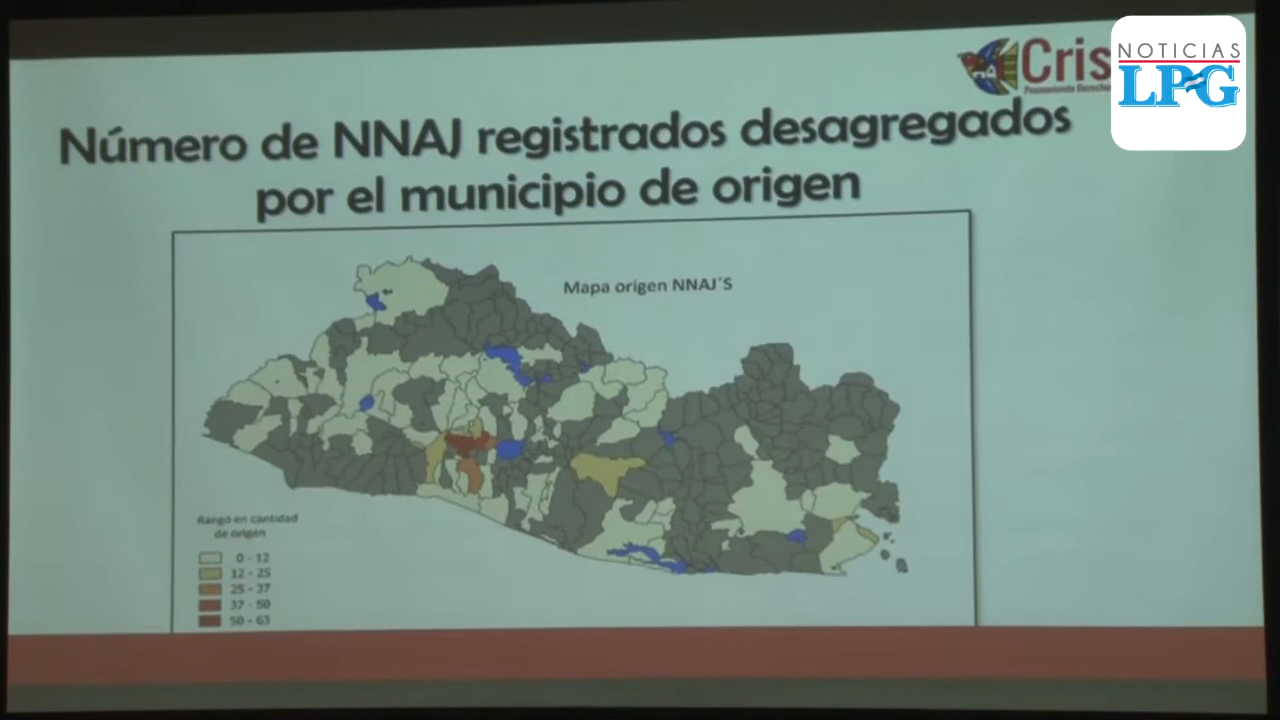 Cris
NOTICIAS
LPG
Número de NNAJ registrados desagregados
por el municipio de origen
Mapa origen NNAJ´S
Rango en cantidad
de origen
0 - 12
12 - 25
25 - 37
37 - 50
50 - 63